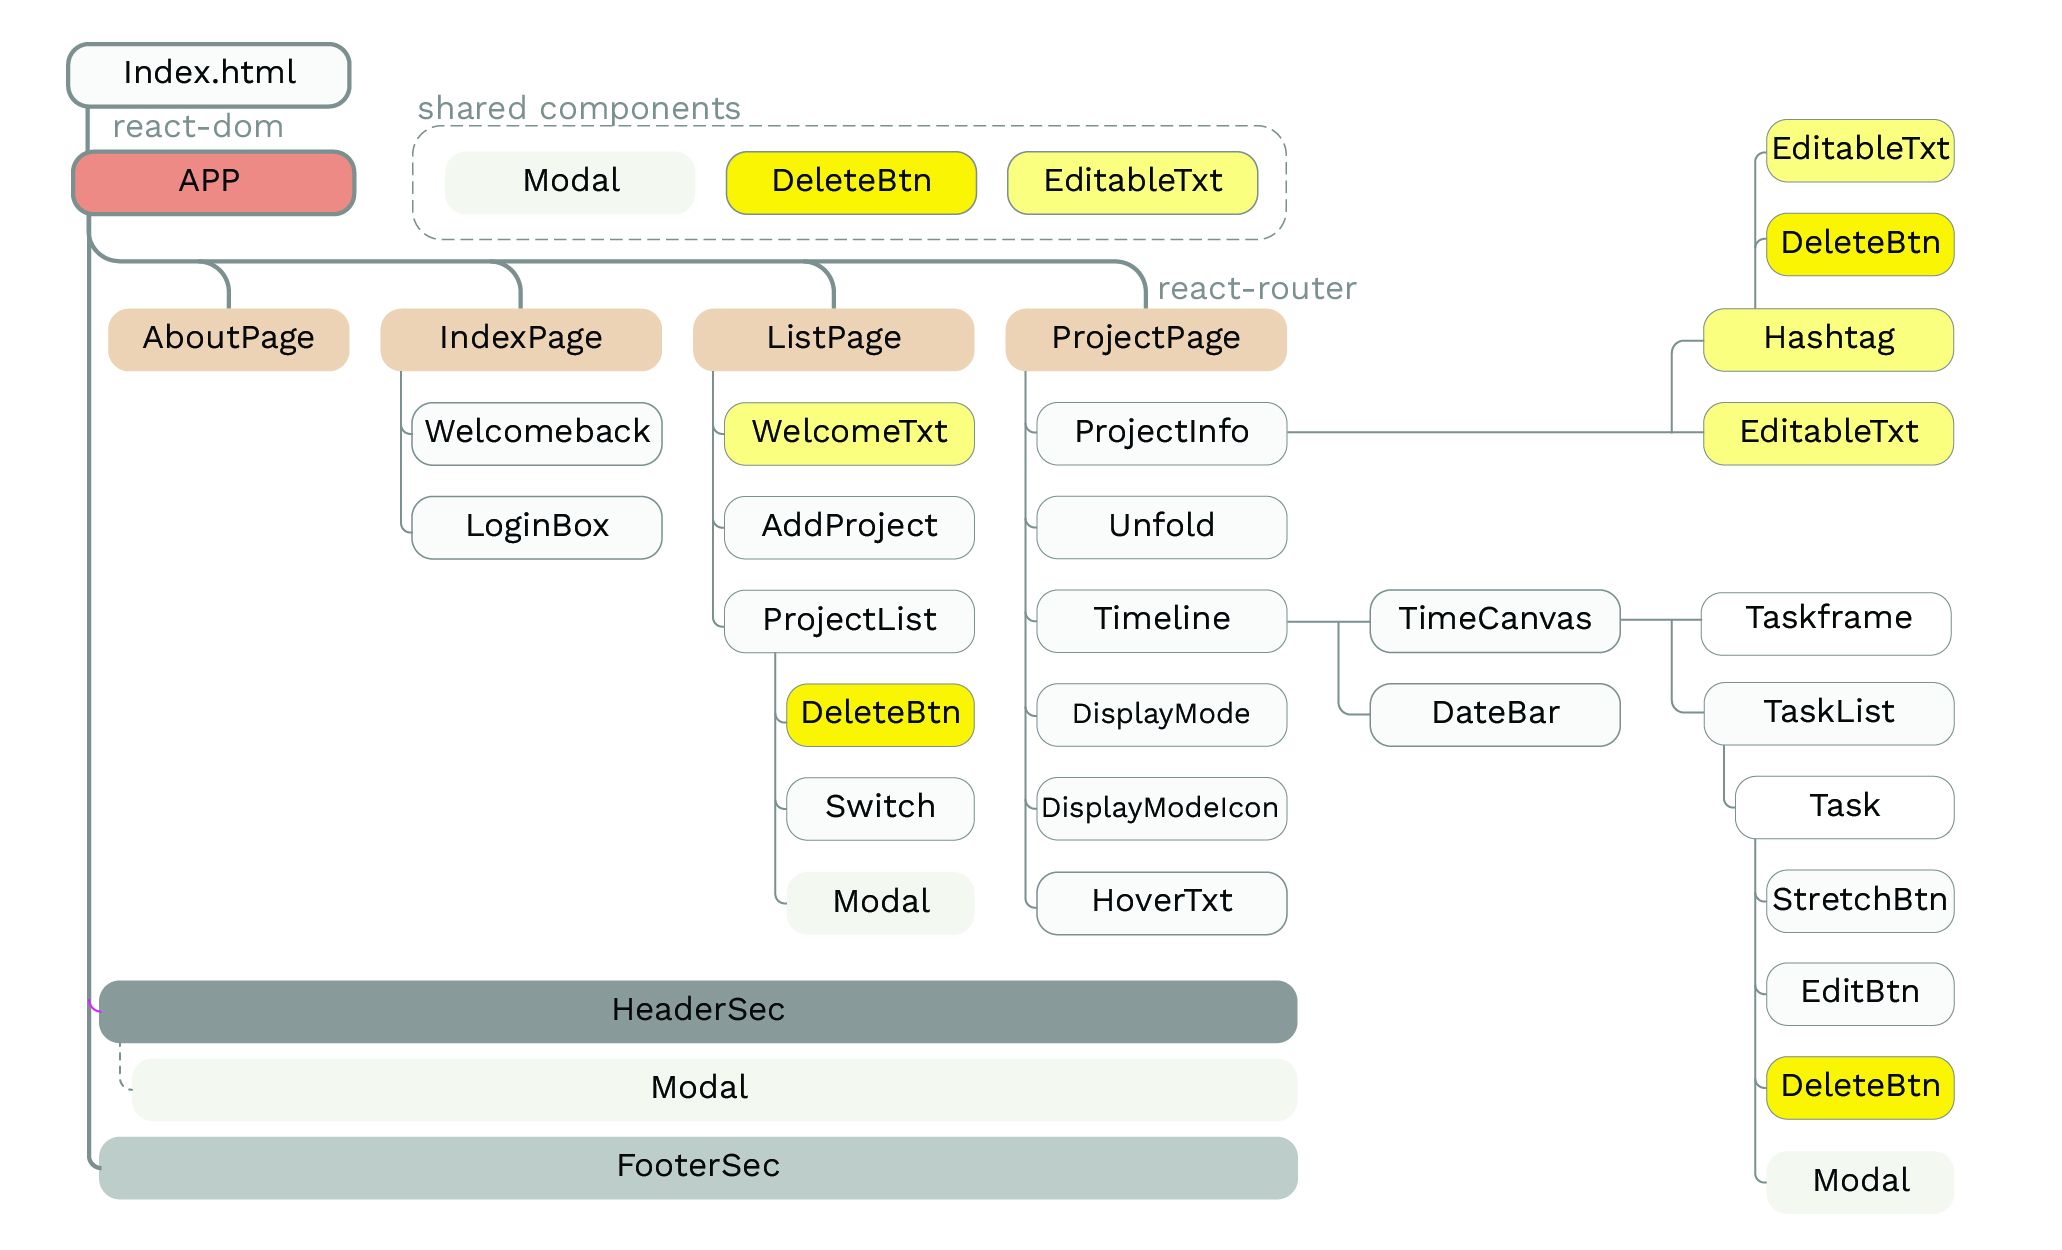 Index.html
react-dom
APP
shared components
Modal
DeleteBtn
EditableTxt
react-router
AboutPage
IndexPage
Welcomeback
LoginBox
ListPage
WelcomeTxt
AddProject
ProjectList
DeleteBtn
Switch
Modal
ProjectPage
ProjectInfo
Unfold
Timeline
DisplayMode
DisplayModeIcon
HoverTxt
EditableTxt
DeleteBtn
Hashtag
EditableTxt
TimeCanvas
DateBar
Taskframe
TaskList
Task
StretchBtn
EditBtn
DeleteBtn
Modal
HeaderSec
Modal
FooterSec